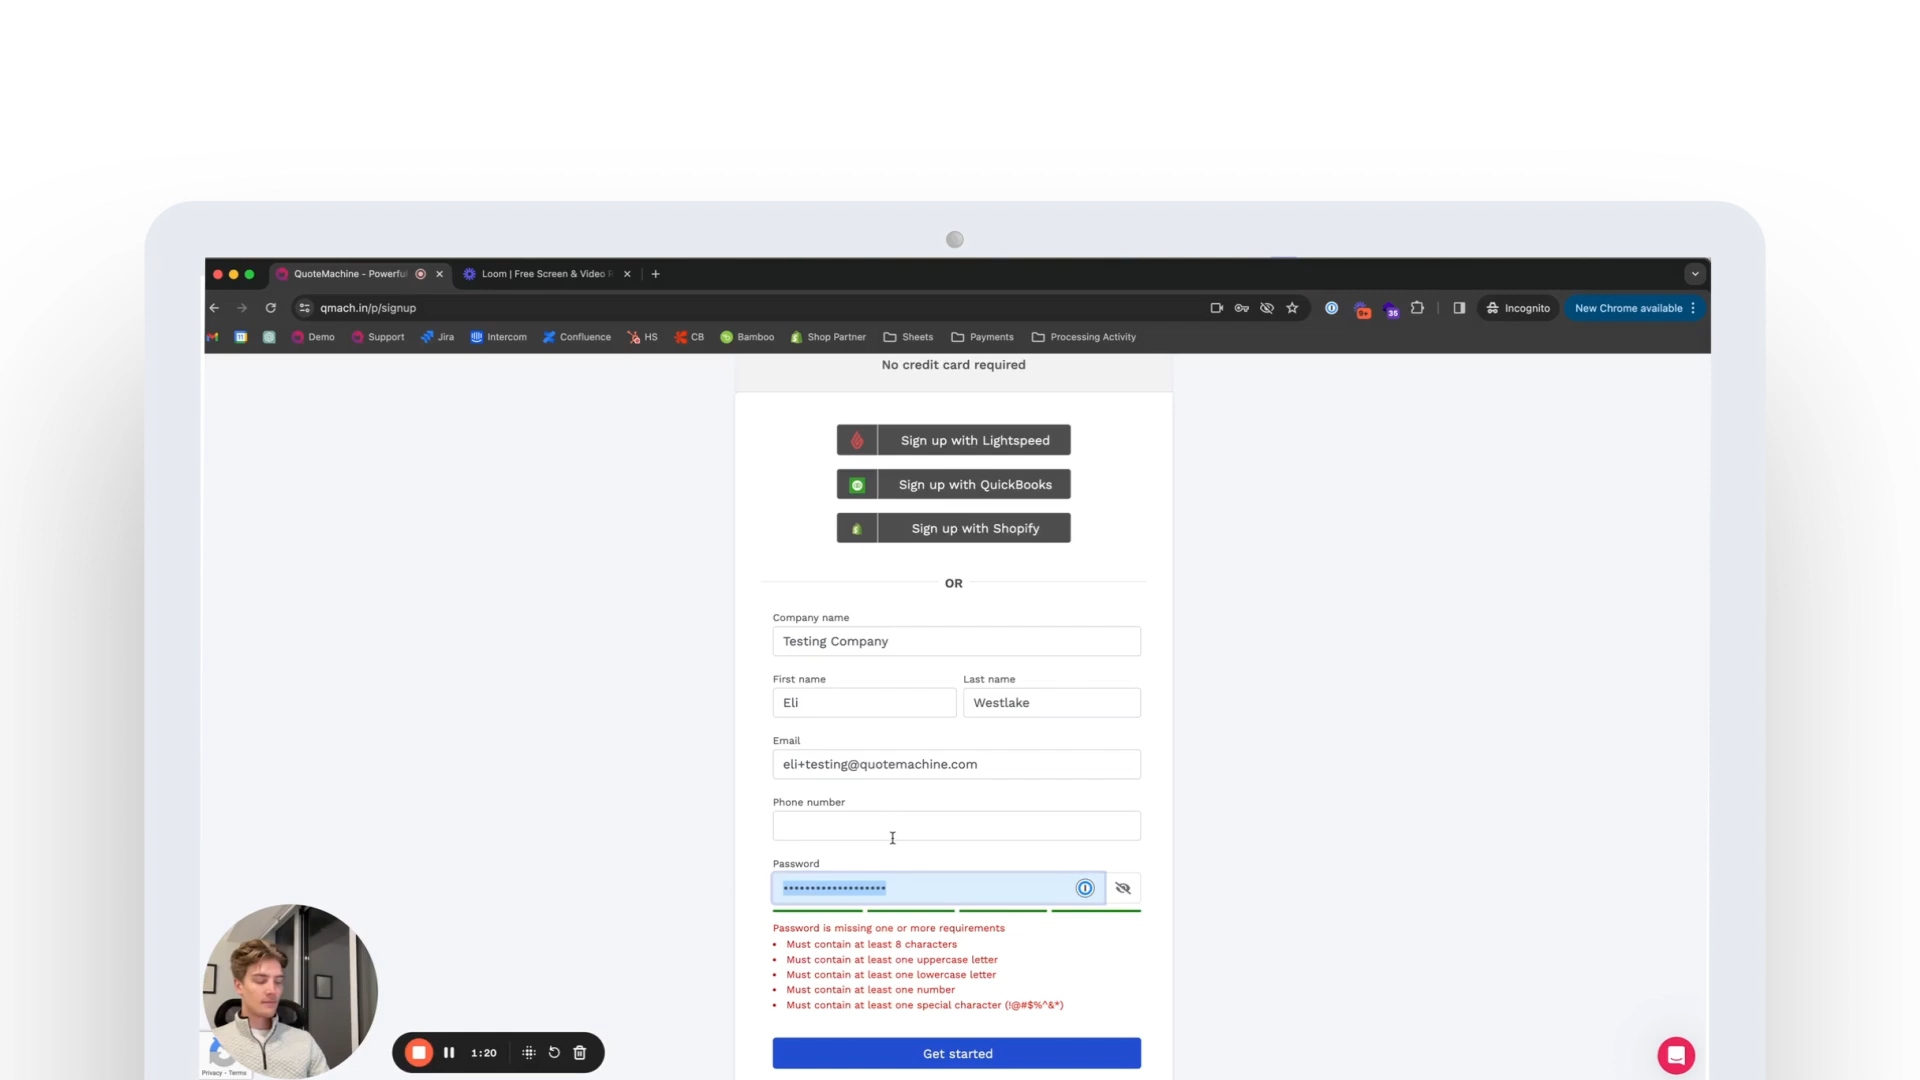 QuoteMachine - Powerful
Loom | Free Screen & Video R
qmach.in/p/signup
9+
35
Incognito
New Chrome available
Demo
Support
Jira
Intercom
Confluence
HS
CB
Bamboo
Shop Partner
Sheets
Payments
Processing Activity
No credit card required
Sign up with Lightspeed
Sign up with QuickBooks
Sign up with Shopify
OR
Company name
Testing Company
First name
Last name
Eli
Westlake
Email
eli+testing@quotemachine.com
Phone number
Password
•••••••••••••••••••
Password is missing one or more requirements
• Must contain at least 8 characters
• Must contain at least one uppercase letter
• Must contain at least one lowercase letter
• Must contain at least one number
• Must contain at least one special character (!@#$%^&*)
Get started
1:20
Privacy - Terms